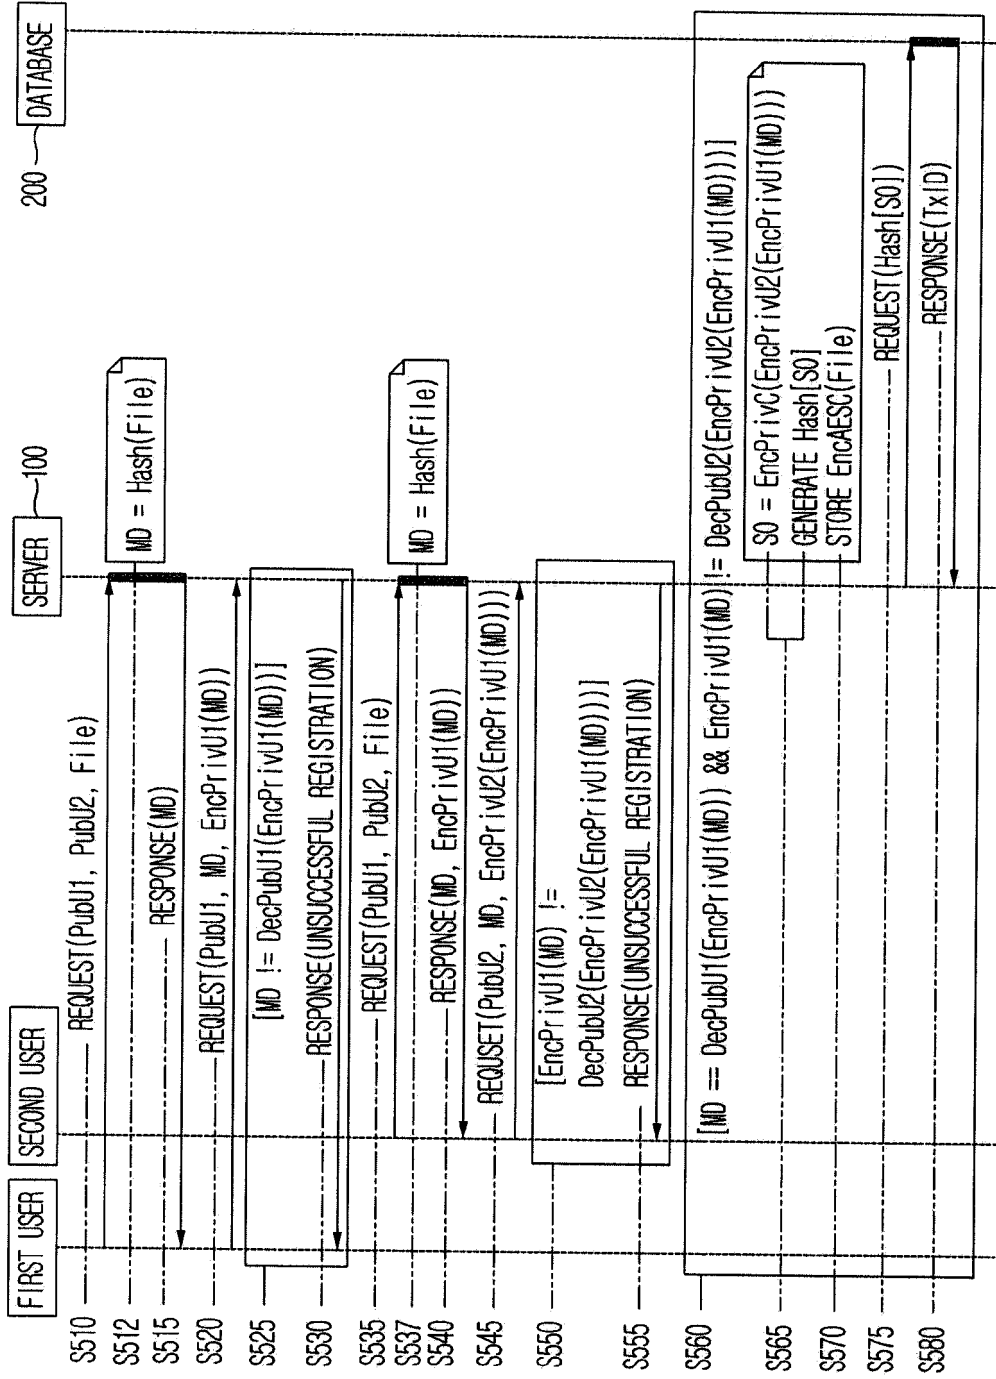 FIRST USER
SECOND USER
SERVER
100
200
DATABASE
S510
REQUEST(PubU1, PubU2, File)
S512
MD = Hash(File)
S515
RESPONSE(MD)
S520
REQUEST(PubU1, MD, EncPrivU1(MD))
S525
[MD != DecPubU1(EncPrivU1(MD))]
S530
RESPONSE(UNSUCCESSFUL REGISTRATION)
S535
REQUEST(PubU1, PubU2, File)
S537
MD = Hash(File)
S540
RESPONSE(MD, EncPrivU1(MD))
S545
REQUSET(PubU2, MD, EncPrivU2(EncPrivU1(MD)))
S550
[EncPrivU1(MD) !=
DecPubU2(EncPrivU2(EncPrivU1(MD)))]
S555
RESPONSE(UNSUCCESSFUL REGISTRATION)
S560
[MD == DecPubU1(EncPrivU1(MD)) && EncPrivU1(MD) != DecPubU2(EncPrivU2(EncPrivU1(MD)))]
S565
SO = EncPrivC(EncPrivU2(EncPrivU1(MD)))
GENERATE Hash[SO]
S570
STORE EncAESC(File)
S575
REQUEST(Hash[SO])
S580
RESPONSE(TxID)